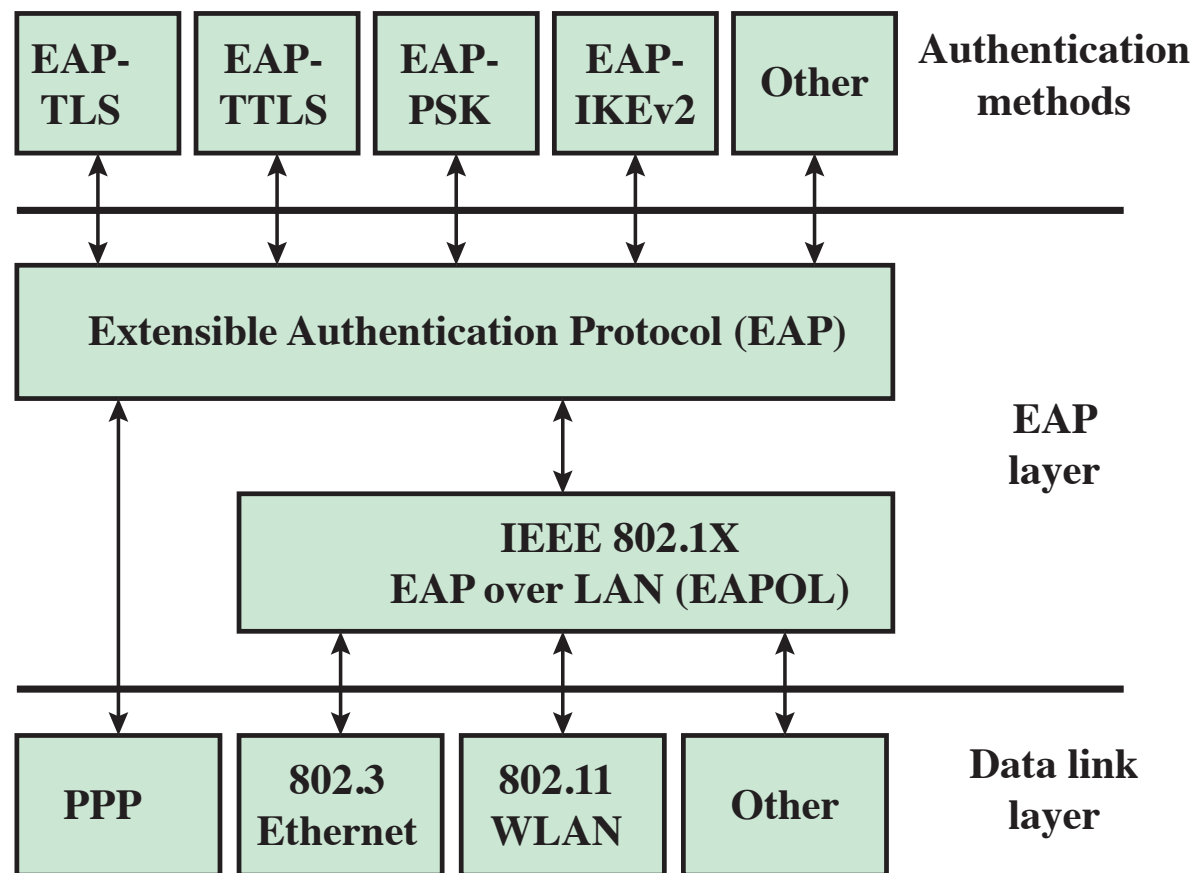 EAP-
TLS
EAP-
TTLS
EAP-
PSK
EAP-
IKEv2
Other
Authentication
methods
Extensible Authentication Protocol (EAP)
EAP
layer
IEEE 802.1X
EAP over LAN (EAPOL)
PPP
802.3
Ethernet
802.11
WLAN
Other
Data link
layer